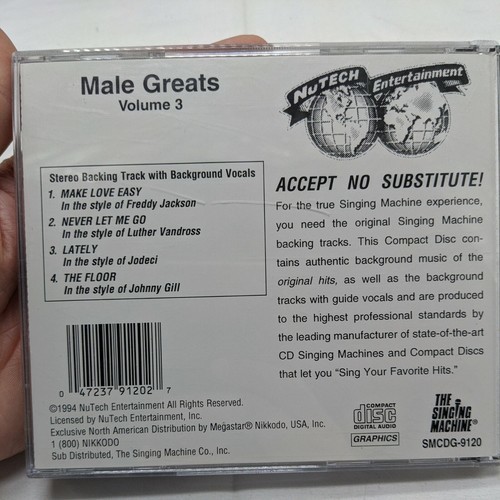 Male Greats
Volume 3
NuTECH Entertainment
Stereo Backing Track with Background Vocals
1. MAKE LOVE EASY
In the style of Freddy Jackson
2. NEVER LET ME GO
In the style of Luther Vandross
3. LATELY
In the style of Jodeci
4. THE FLOOR
In the style of Johnny Gill
ACCEPT NO SUBSTITUTE!
For the true Singing Machine experience,
you need the original Singing Machine
backing tracks. This Compact Disc con-
tains authentic background music of the
original hits, as well as the background
tracks with guide vocals and are produced
to the highest professional standards by
the leading manufacturer of state-of-the-art
CD Singing Machines and Compact Discs
that let you "Sing Your Favorite Hits."
0 47237 91202 7
©1994 NuTech Entertainment All Rights Reserved.
Licensed by NuTech Entertainment, Inc.
Exclusive North American Distribution by Megastar® Nikkodo, USA, Inc.
1 (800) NIKKODO
Sub Distributed, The Singing Machine Co., Inc.
COMPACT
disc
DIGITAL AUDIO
GRAPHICS
THE
SINGING
MACHINE®
SMCDG-9120